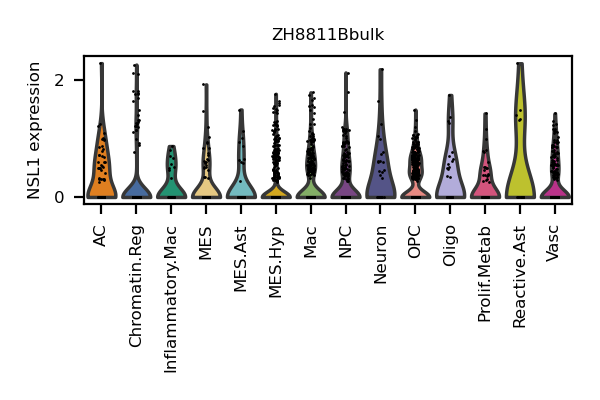 ZH8811Bbulk
NSL1 expression
2
0
AC
Chromatin.Reg
Inflammatory.Mac
MES
MES.Ast
MES.Hyp
Mac
NPC
Neuron
OPC
Oligo
Prolif.Metab
Reactive.Ast
Vasc